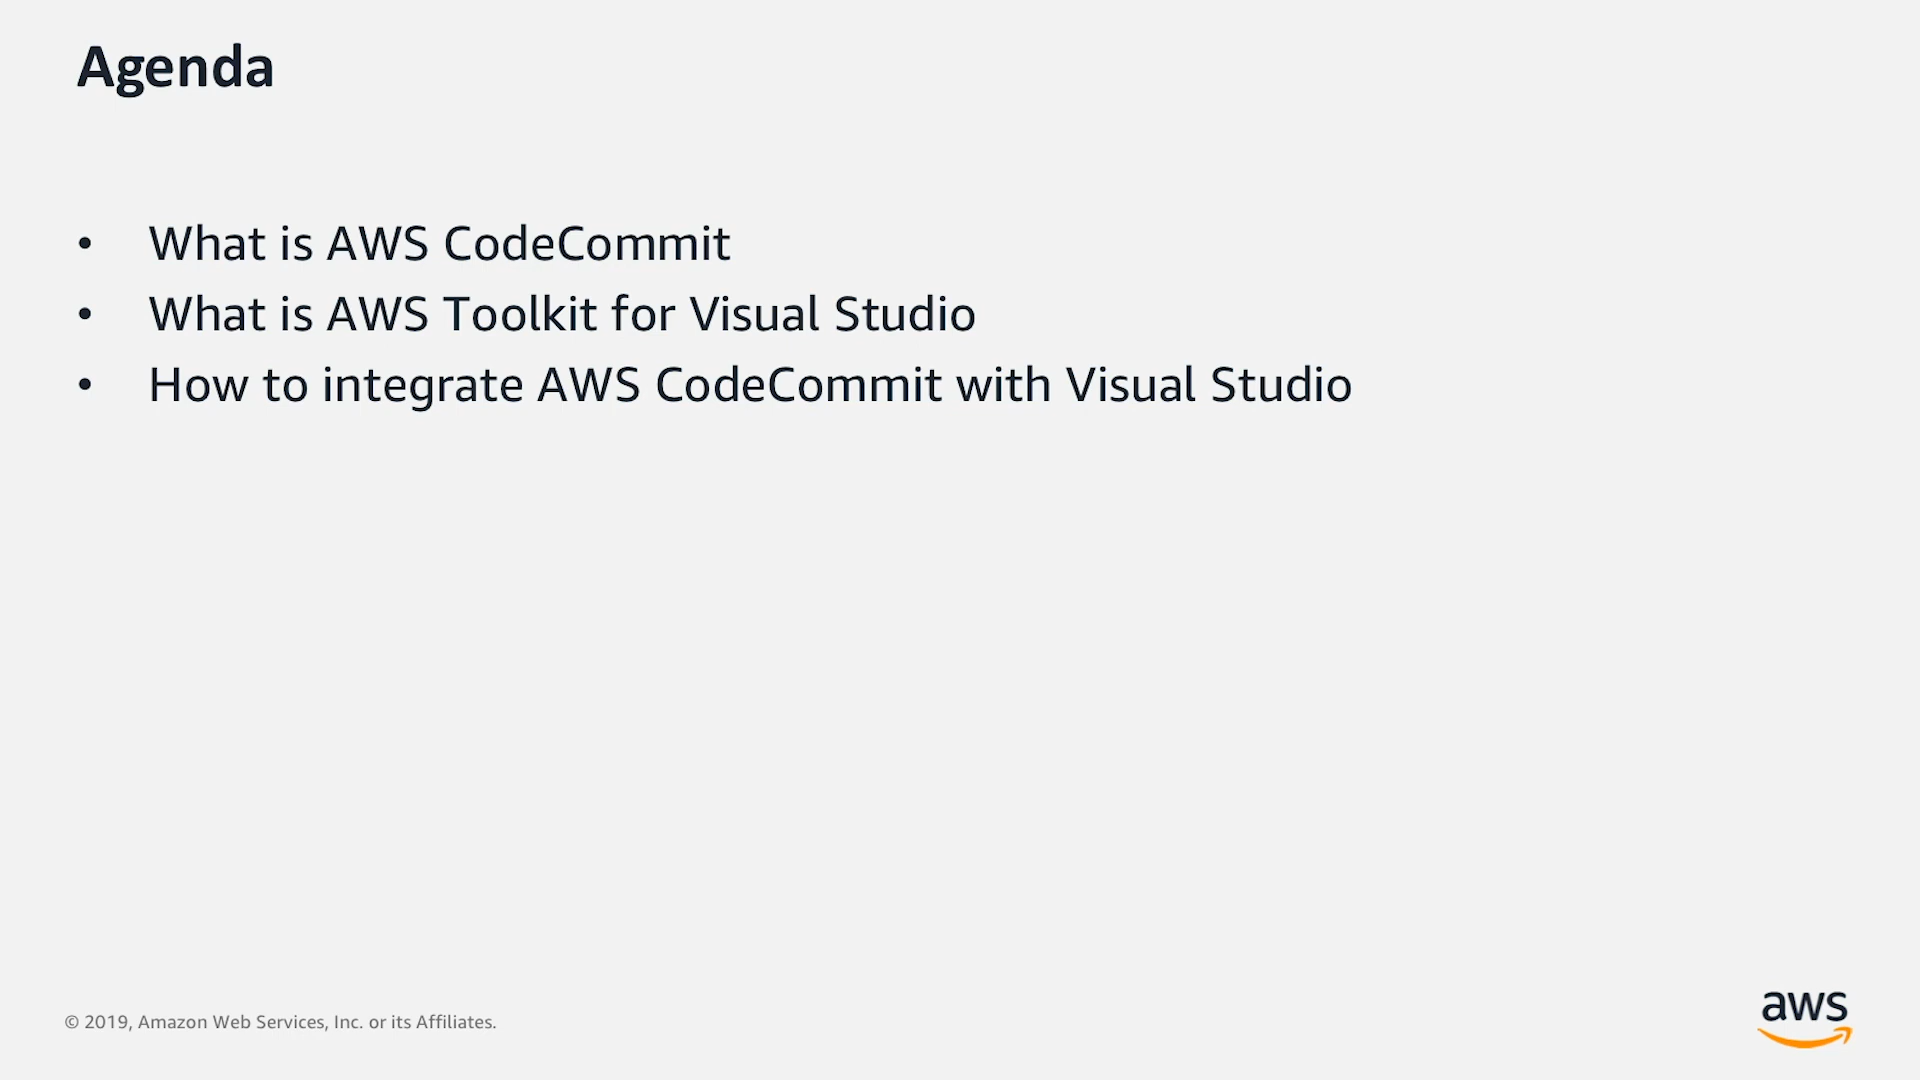 Agenda
• What is AWS CodeCommit
• What is AWS Toolkit for Visual Studio
• How to integrate AWS CodeCommit with Visual Studio
© 2019, Amazon Web Services, Inc. or its Affiliates.
aws